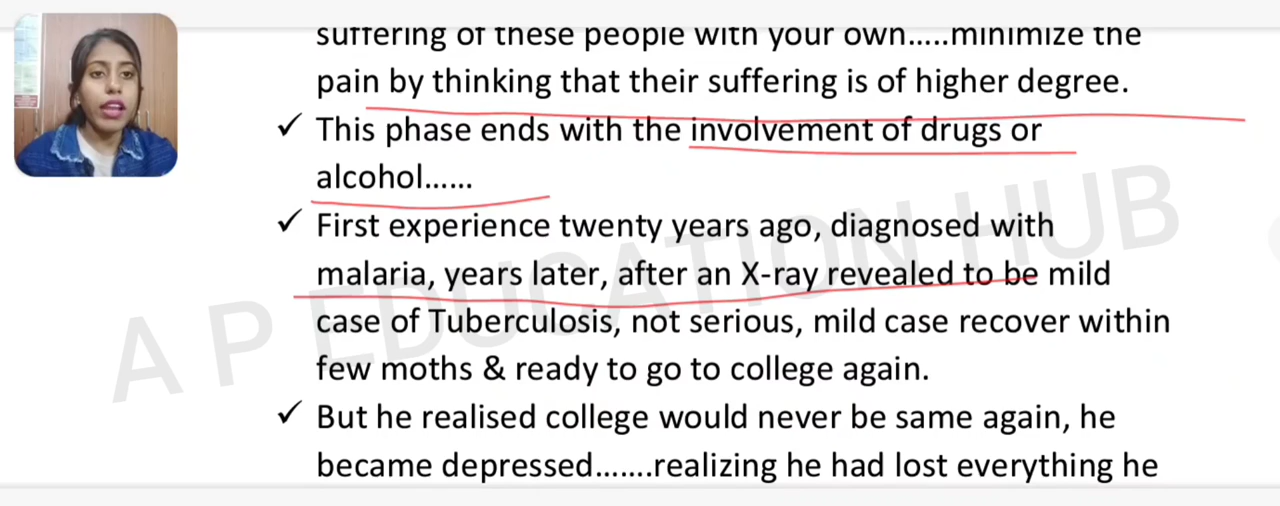 suffering of these people with your own.....minimize the
pain by thinking that their suffering is of higher degree.
✓ This phase ends with the involvement of drugs or
alcohol......
✓ First experience twenty years ago, diagnosed with
malaria, years later, after an X-ray revealed to be mild
case of Tuberculosis, not serious, mild case recover within
few moths & ready to go to college again.
✓ But he realised college would never be same again, he
became depressed.......realizing he had lost everything he
A P EDUCATION HUB